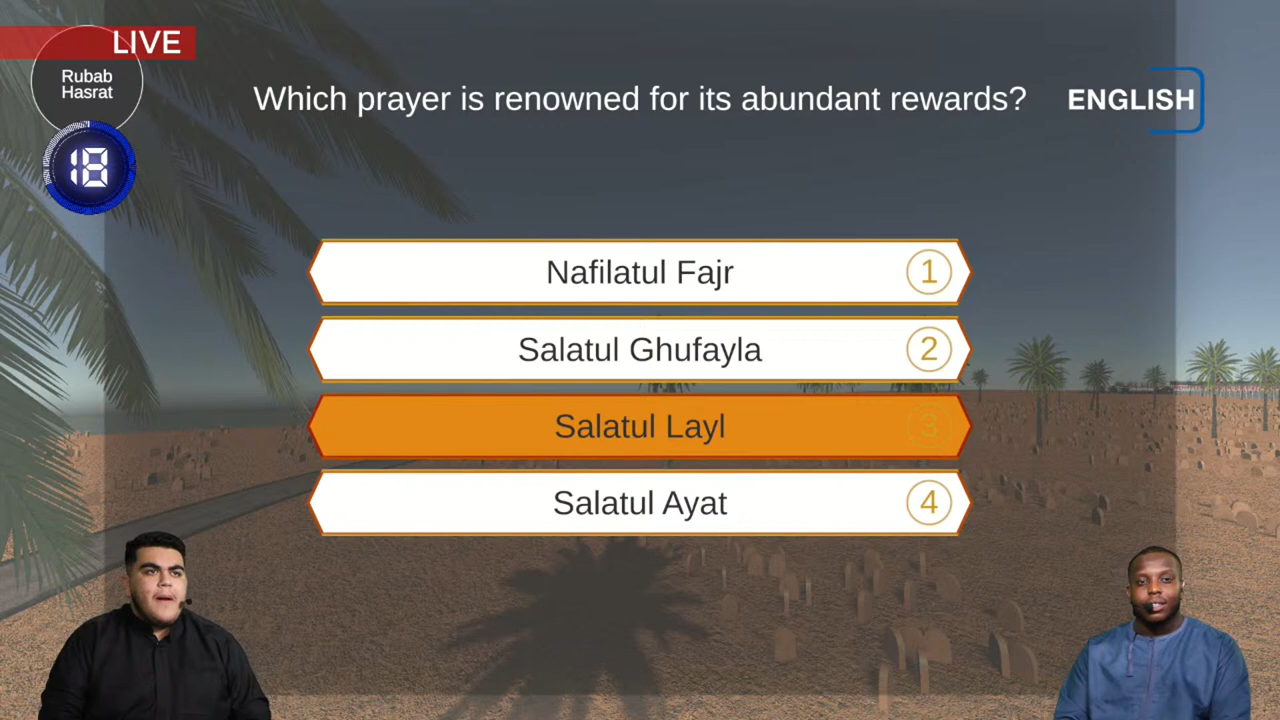 LIVE
Rubab
Hasrat
18
Which prayer is renowned for its abundant rewards?
ENGLISH
Nafilatul Fajr 1
Salatul Ghufayla 2
Salatul Layl 3
Salatul Ayat 4